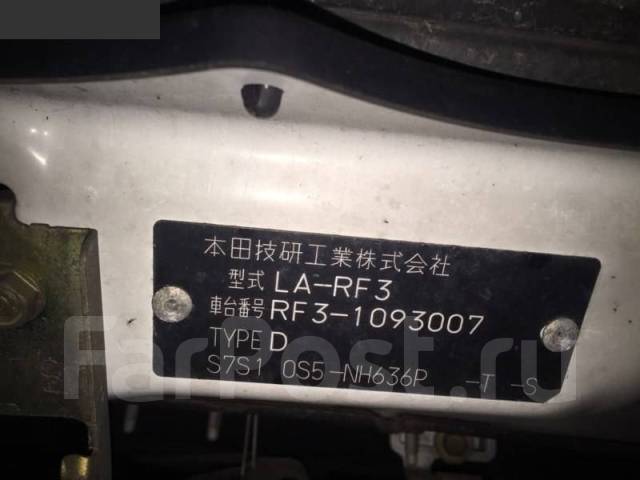 本田技研工業株式会社
型式 LA-RF3
車台番号 RF3-1093007
TYPE D
S7S1 0S5-NH636P -T -S
FarPost.ru